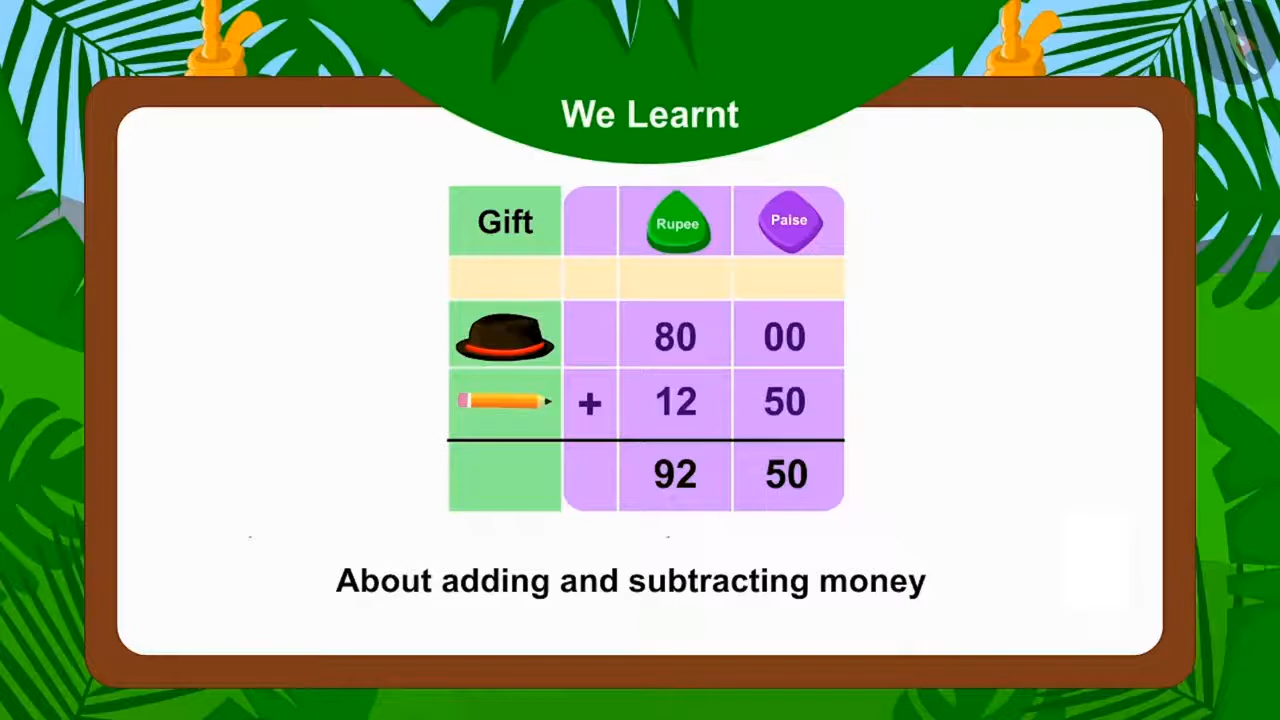 We Learnt
Gift Rupee Paise
80 00
+ 12 50
92 50
About adding and subtracting money